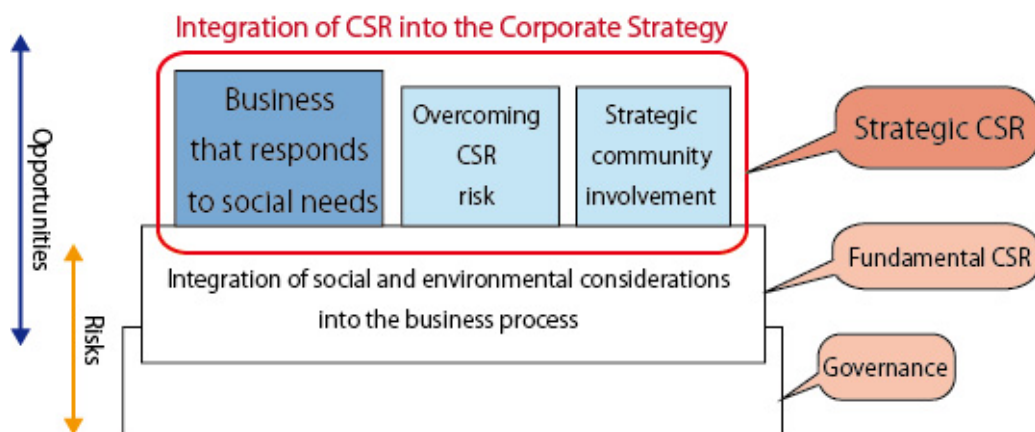 Integration of CSR into the Corporate Strategy
Opportunities
Risks
Business
that responds
to social needs
Overcoming
CSR
risk
Strategic
community
involvement
Strategic CSR
Integration of social and environmental considerations
into the business process
Fundamental CSR
Governance